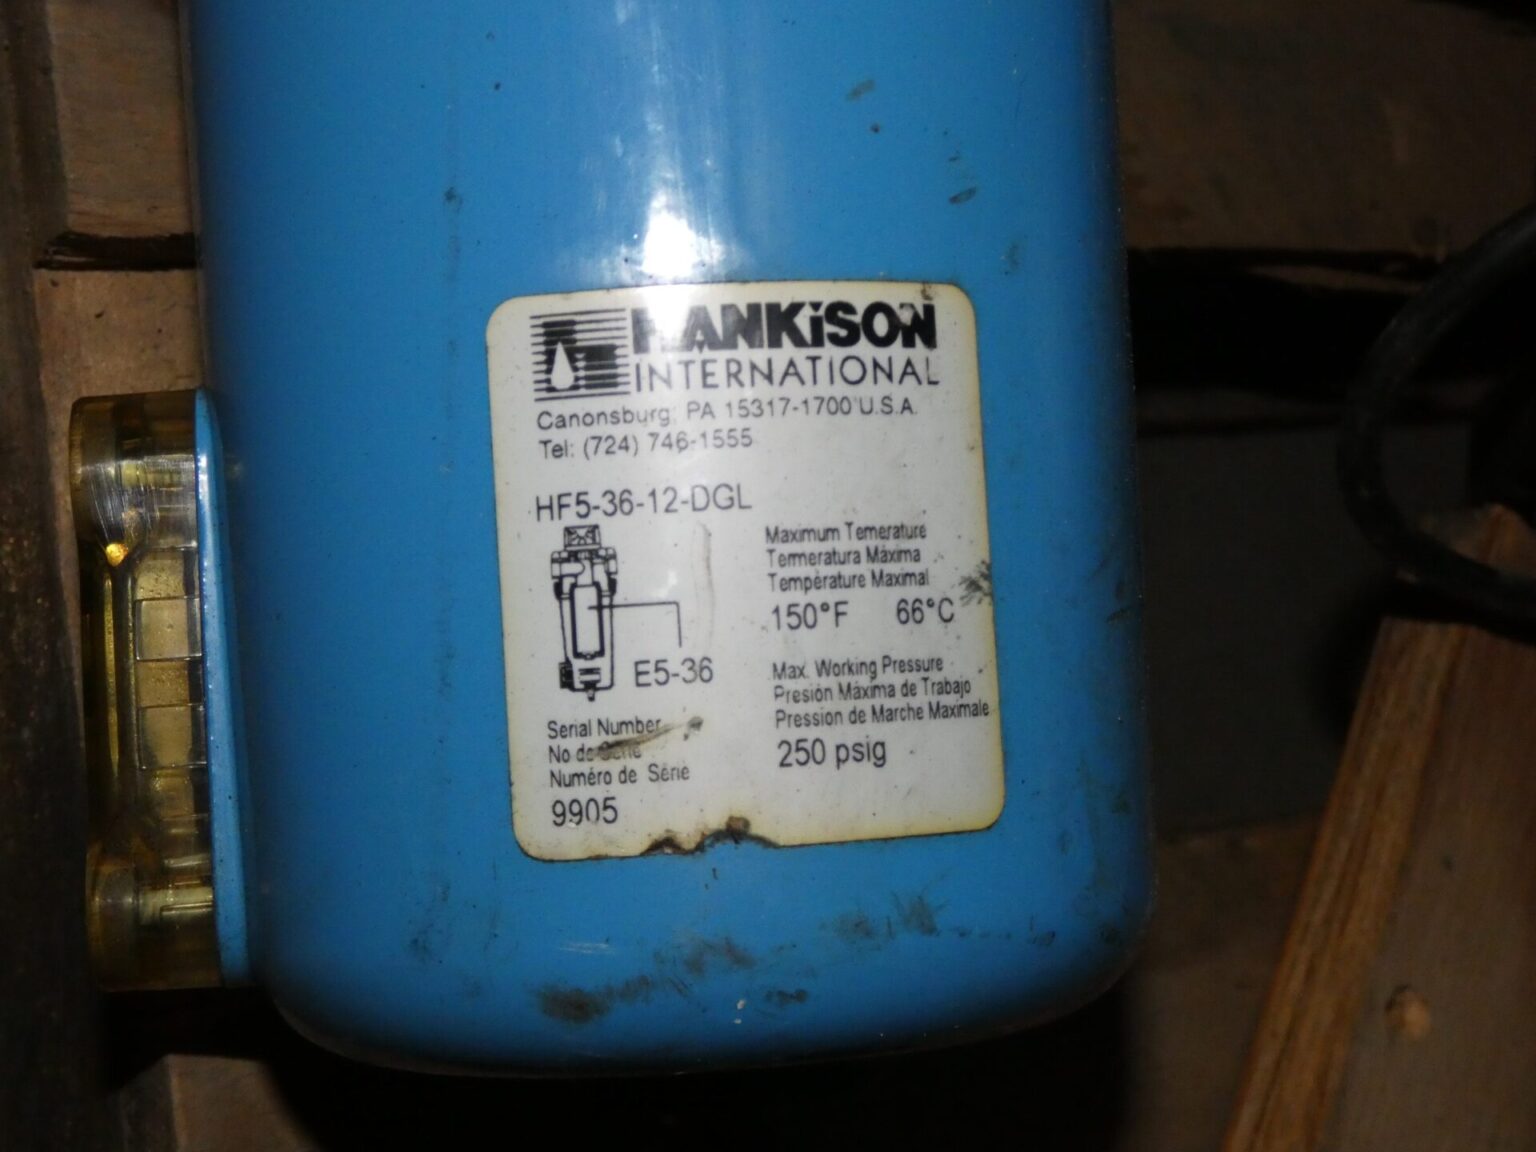 HANKiSON
INTERNATIONAL
Canonsburg, PA 15317-1700 U.S.A.
Tel: (724) 746-1555
HF5-36-12-DGL
E5-36
Maximum Temerature
Termeratura Máxima
Température Maximal
150°F 66°C
Max. Working Pressure
Presión Máxima de Trabajo
Pression de Marche Maximale
250 psig
Serial Number
No de Serie
Numéro de Série
9905